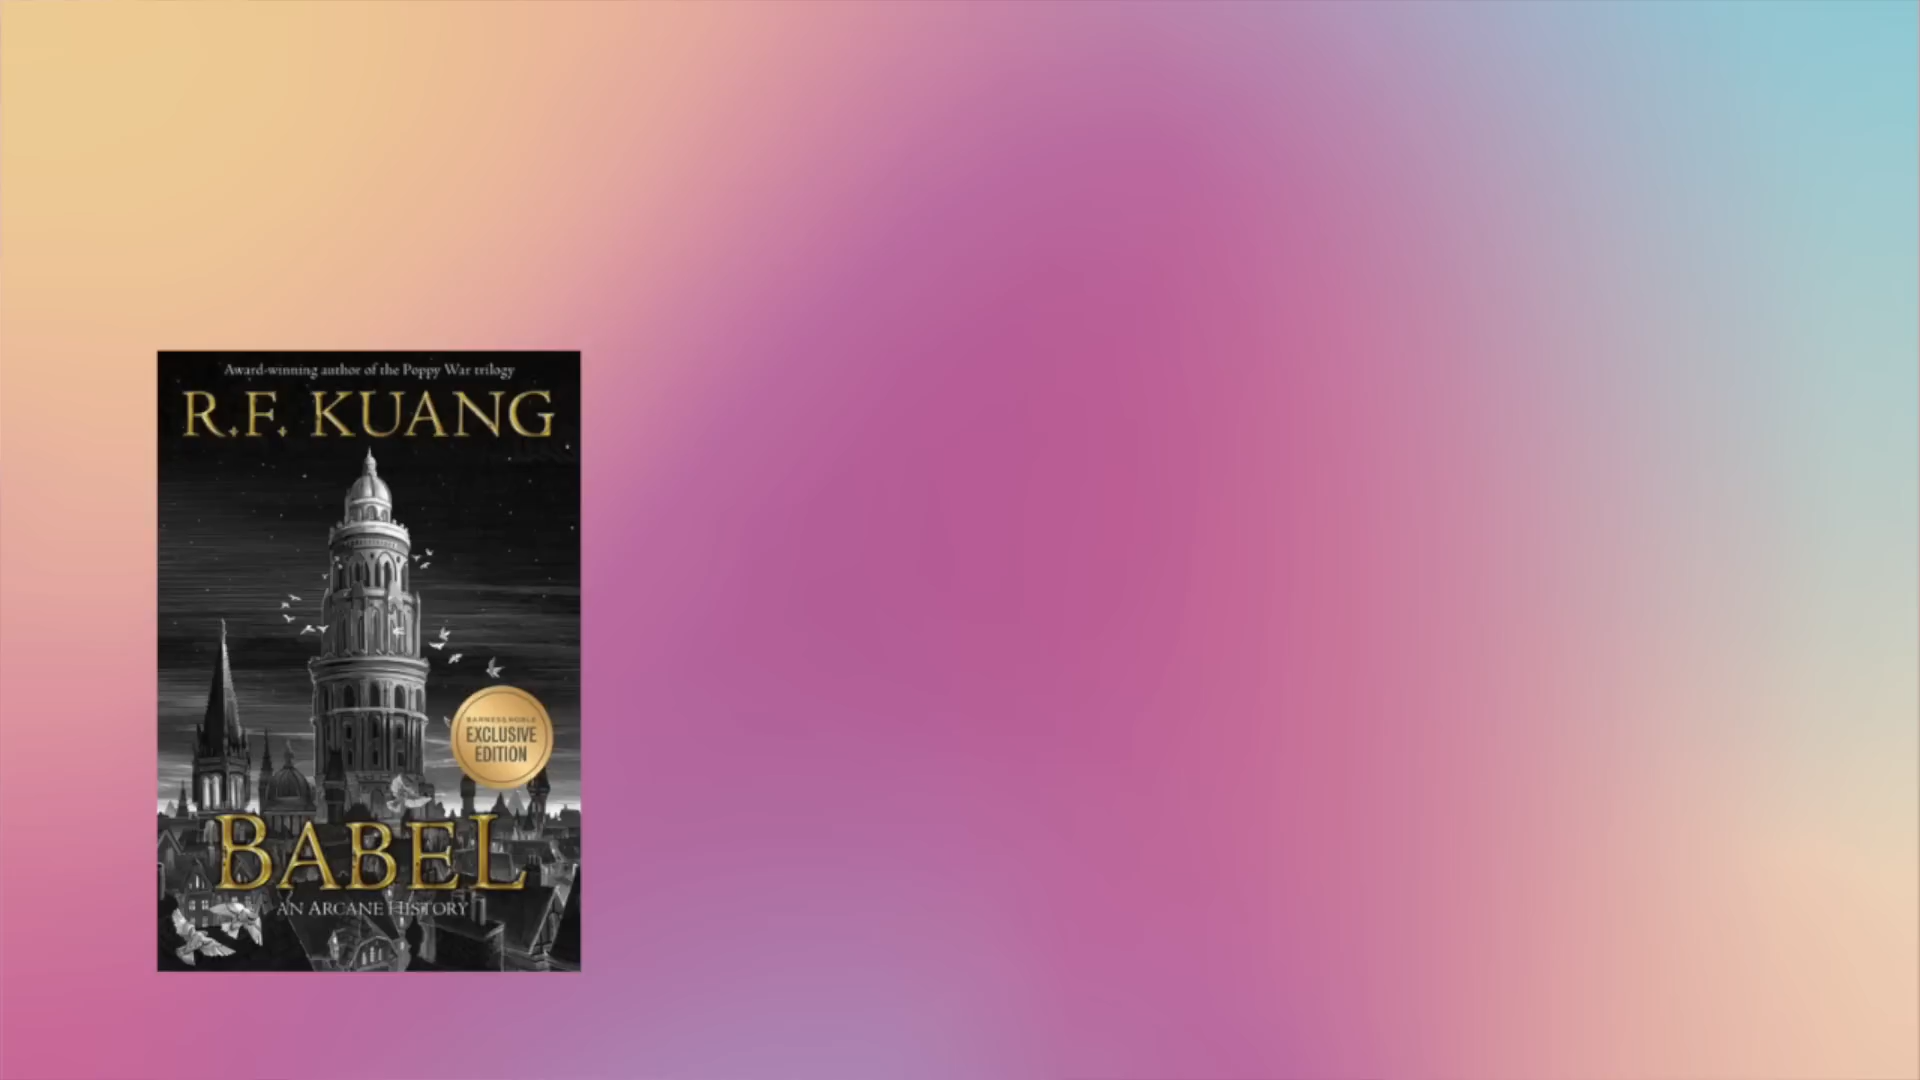 Award-winning author of the Poppy War trilogy
R.F. KUANG
BARNES & NOBLE
EXCLUSIVE
EDITION
BABEL
AN ARCANE HISTORY